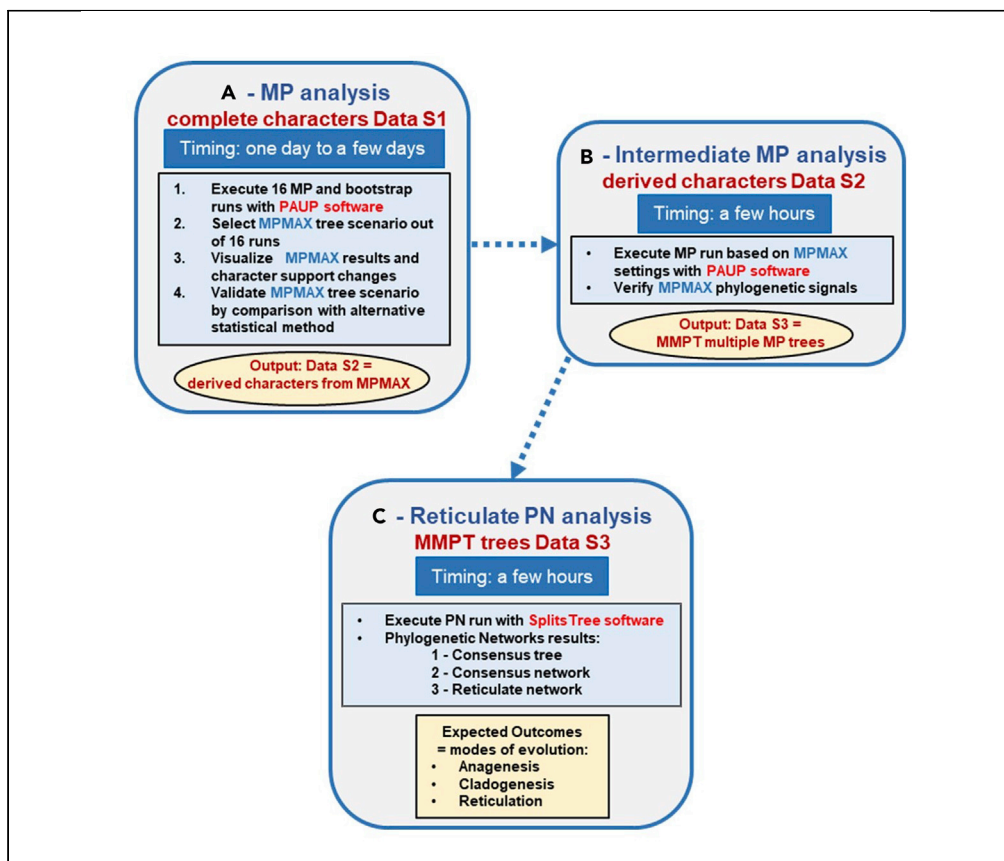 A - MP analysis
complete characters Data S1
Timing: one day to a few days
1. Execute 16 MP and bootstrap
runs with PAUP software
2. Select MPMAX tree scenario out
of 16 runs
3. Visualize MPMAX results and
character support changes
4. Validate MPMAX tree scenario
by comparison with alternative
statistical method
Output: Data S2 =
derived characters from MPMAX
B - Intermediate MP analysis
derived characters Data S2
Timing: a few hours
• Execute MP run based on MPMAX
settings with PAUP software
• Verify MPMAX phylogenetic signals
Output: Data S3 =
MMPT multiple MP trees
C - Reticulate PN analysis
MMPT trees Data S3
Timing: a few hours
• Execute PN run with SplitsTree software
• Phylogenetic Networks results:
1 - Consensus tree
2 - Consensus network
3 - Reticulate network
Expected Outcomes
= modes of evolution:
• Anagenesis
• Cladogenesis
• Reticulation